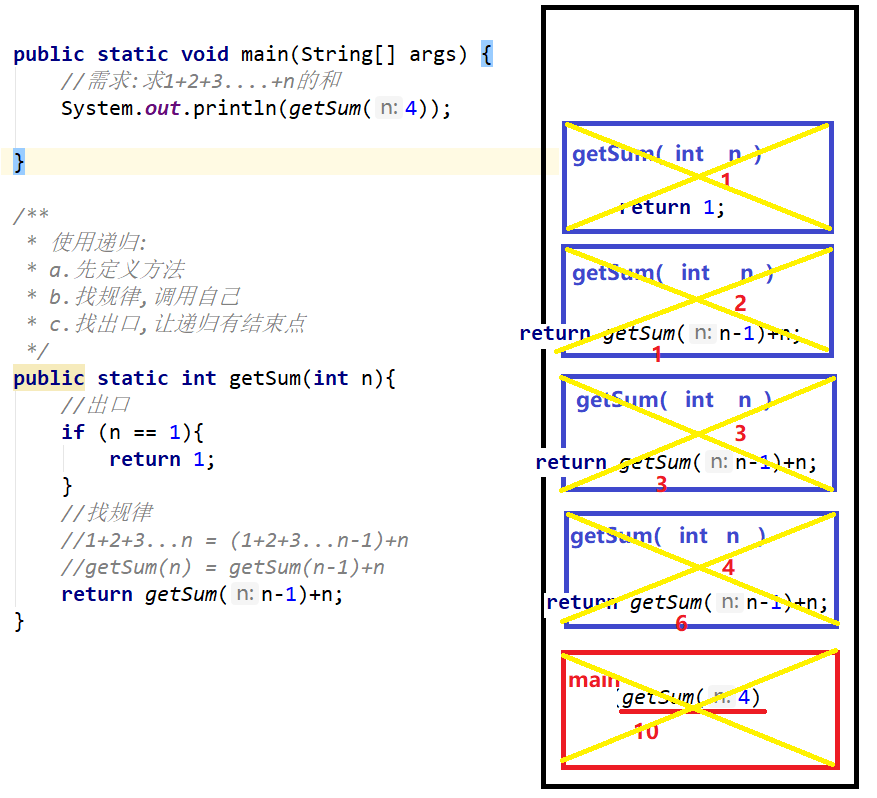 public static void main(String[] args) {
//需求:求1+2+3....+n的和
System.out.println(getSum( n: 4));
}
/**
* 使用递归:
* a.先定义方法
* b.找规律,调用自己
* c.找出口,让递归有结束点
*/
public static int getSum(int n){
//出口
if (n == 1){
return 1;
}
//找规律
//1+2+3...n = (1+2+3...n-1)+n
//getSum(n) = getSum(n-1)+n
return getSum( n: n-1)+n;
}
getSum( int n )
1
return 1;
getSum( int n )
2
return getSum( n: n-1)+n;
1
getSum( int n )
3
return getSum( n: n-1)+n;
3
getSum( int n )
4
return getSum( n: n-1)+n;
6
main
(getSum( n: 4)
10